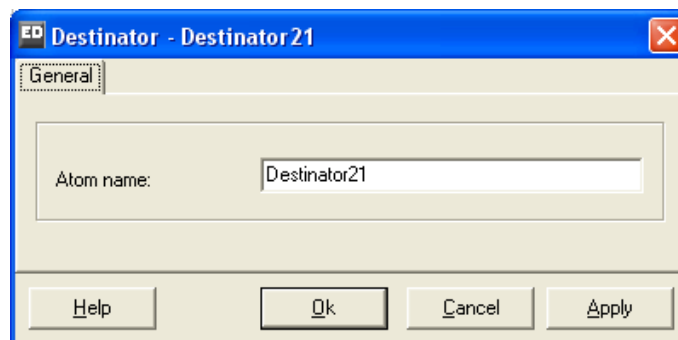 ED Destinator - Destinator21
General
Atom name: Destinator21
Help Ok Cancel Apply